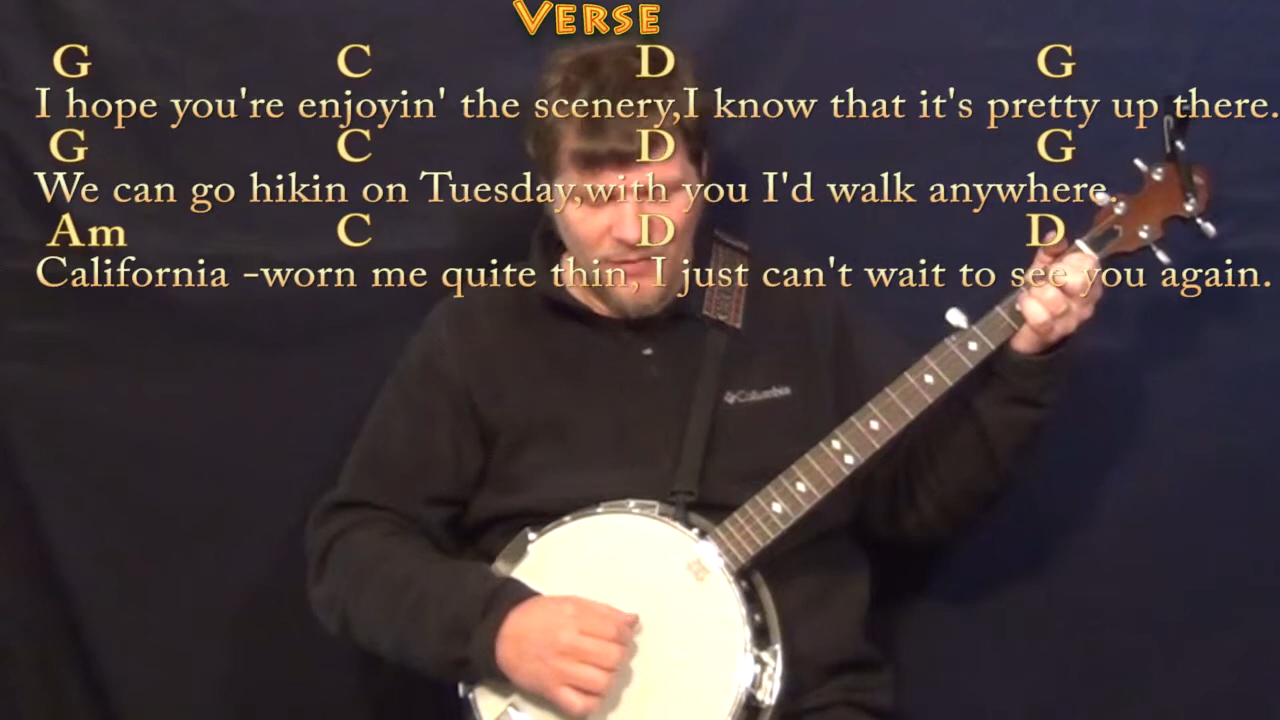 VERSE
G C D G
I hope you're enjoyin' the scenery,I know that it's pretty up there.
G C D G
We can go hikin on Tuesday,with you I'd walk anywhere.
Am C D D
California -worn me quite thin, I just can't wait to see you again.
Columbia